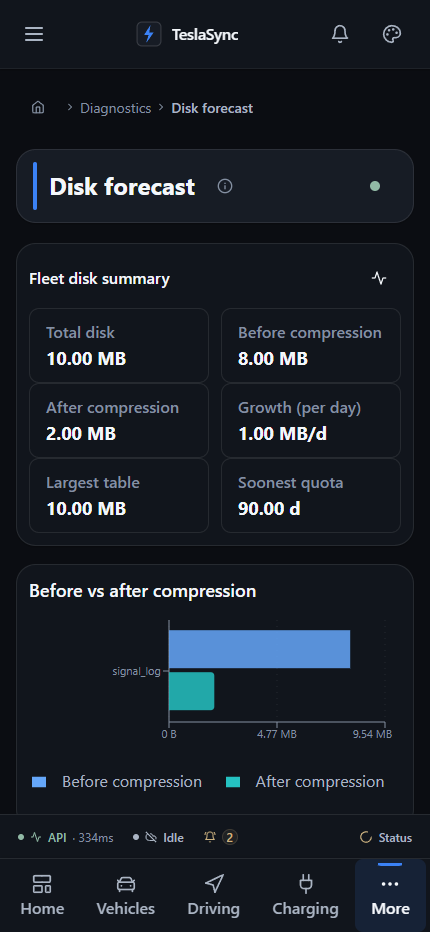 TeslaSync
Diagnostics
Disk forecast
Disk forecast
Fleet disk summary
Total disk
10.00 MB
Before compression
8.00 MB
After compression
2.00 MB
Growth (per day)
1.00 MB/d
Largest table
10.00 MB
Soonest quota
90.00 d
Before vs after compression
signal_log
0 B
4.77 MB
9.54 MB
Before compression
After compression
API · 334ms
Idle
2
Status
Home
Vehicles
Driving
Charging
More